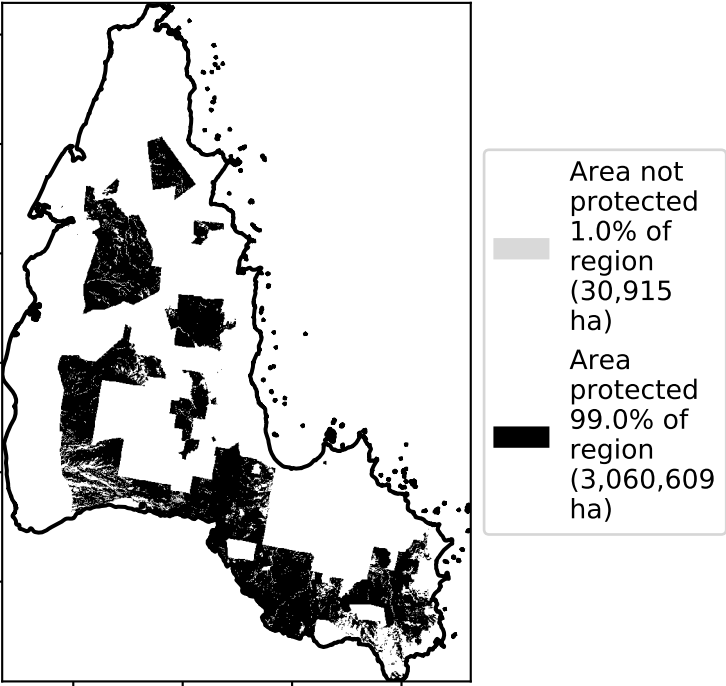 Area not
protected
1.0% of
region
(30,915
ha)
Area
protected
99.0% of
region
(3,060,609
ha)